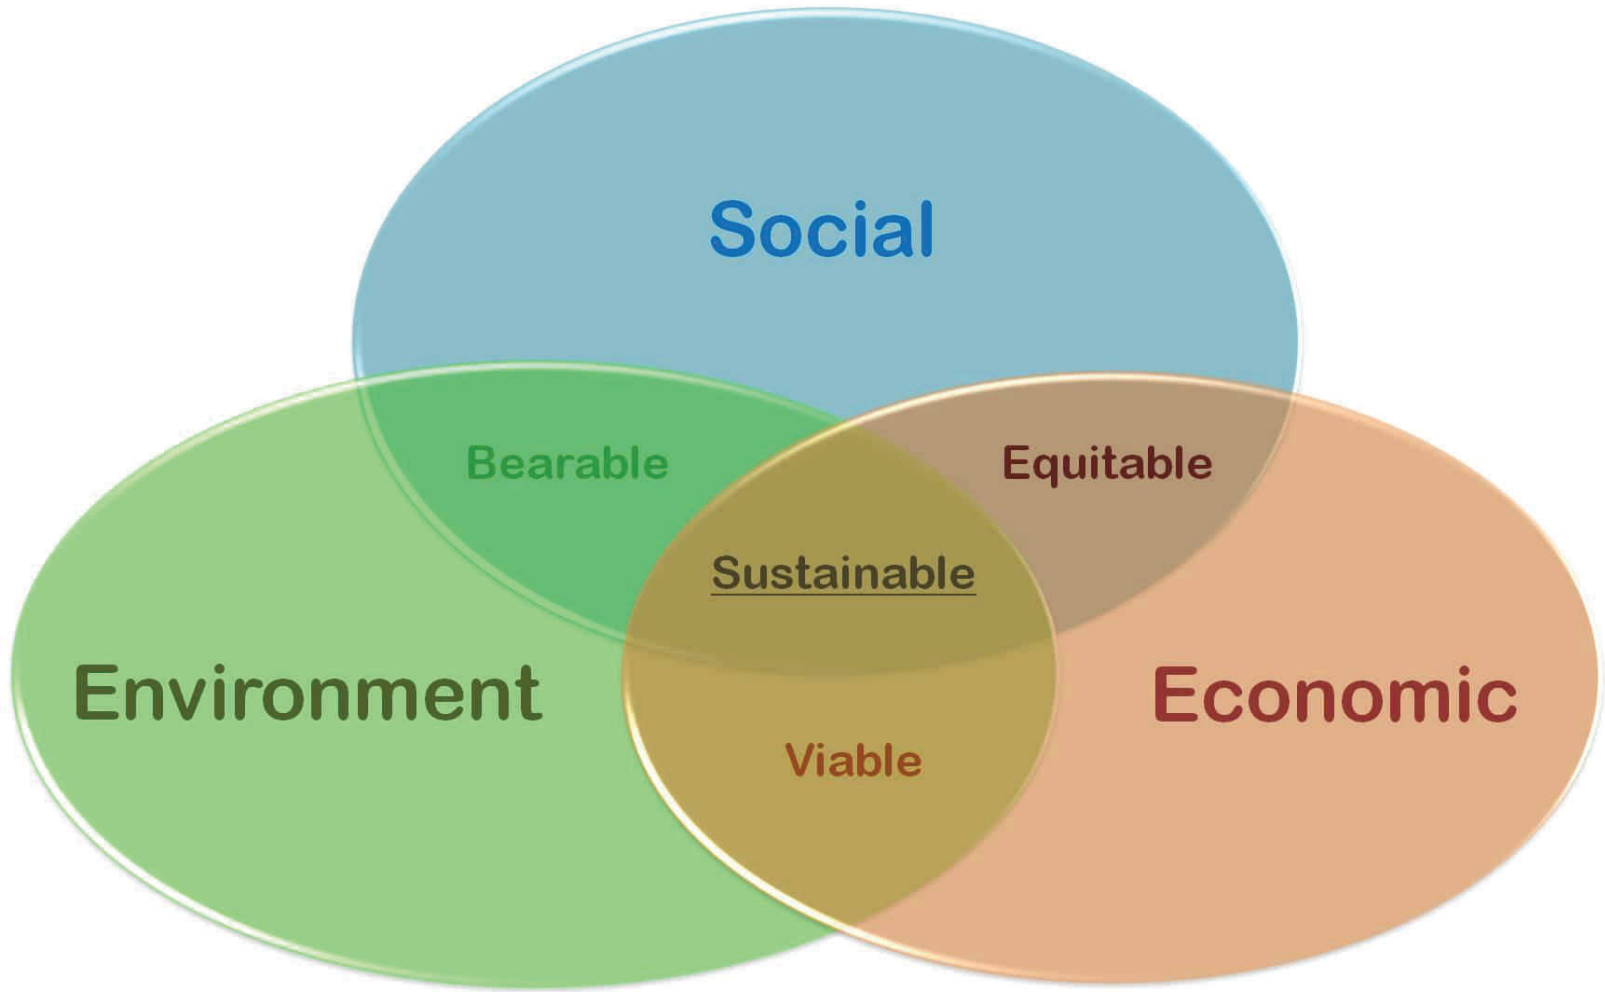 Social
Bearable
Equitable
Sustainable
Environment
Economic
Viable